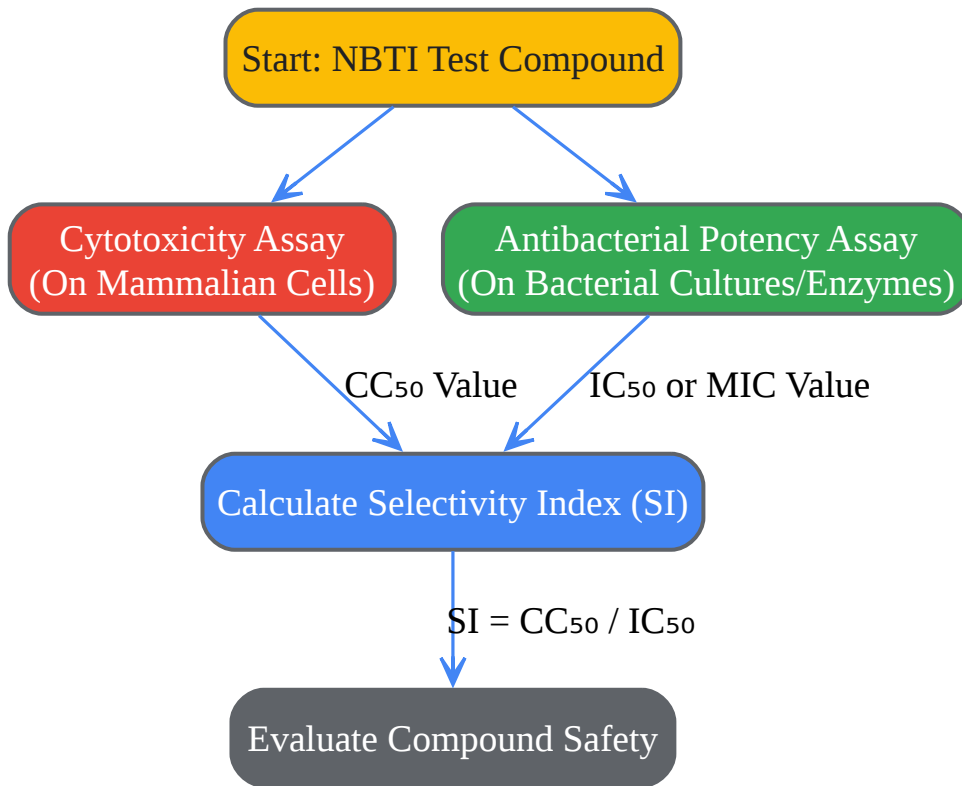 Start: NBTI Test Compound
Cytotoxicity Assay
(On Mammalian Cells)
Antibacterial Potency Assay
(On Bacterial Cultures/Enzymes)
CC₅₀ Value
IC₅₀ or MIC Value
Calculate Selectivity Index (SI)
SI = CC₅₀ / IC₅₀
Evaluate Compound Safety